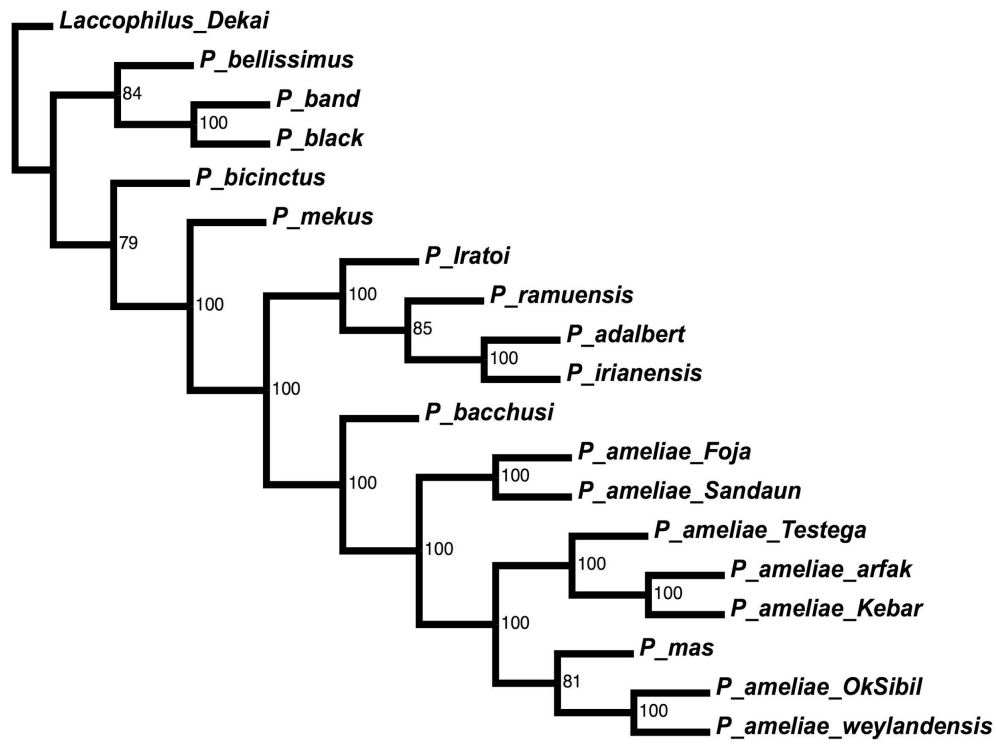 Laccophilus_Dekai
P_bellissimus
84
P_band
100
P_black
P_bicinctus
P_mekus
79
P_Iratoi
100
P_ramuensis
100
85
P_adalbert
100
P_irianensis
100
P_bacchusi
P_ameliae_Foja
100
100
P_ameliae_Sandaun
P_ameliae_Testega
100
100
P_ameliae_arfak
100
P_ameliae_Kebar
100
P_mas
81
P_ameliae_OkSibil
100
P_ameliae_weylandensis